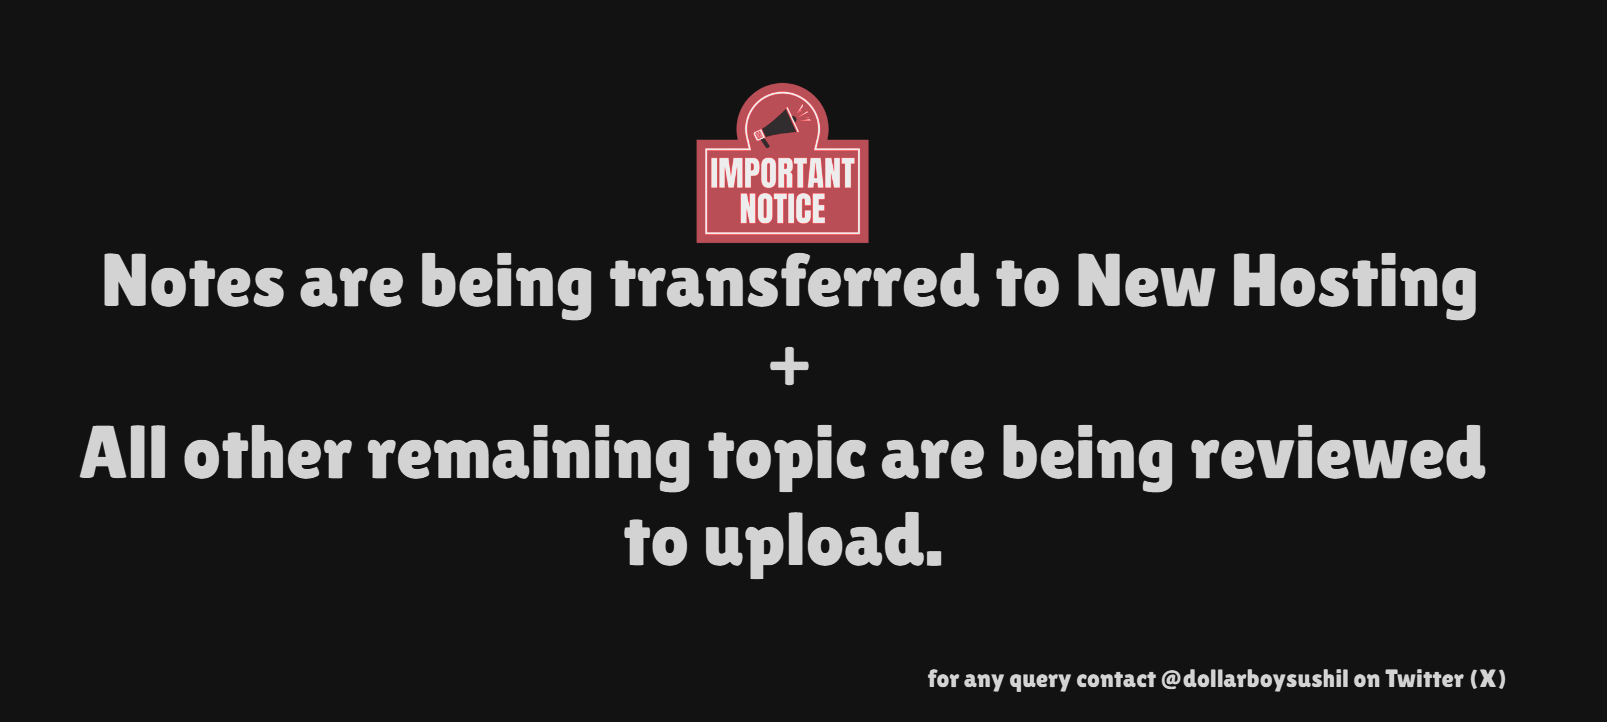 IMPORTANT
NOTICE
Notes are being transferred to New Hosting
+
All other remaining topic are being reviewed
to upload.
for any query contact @dollarboysushil on Twitter (X)